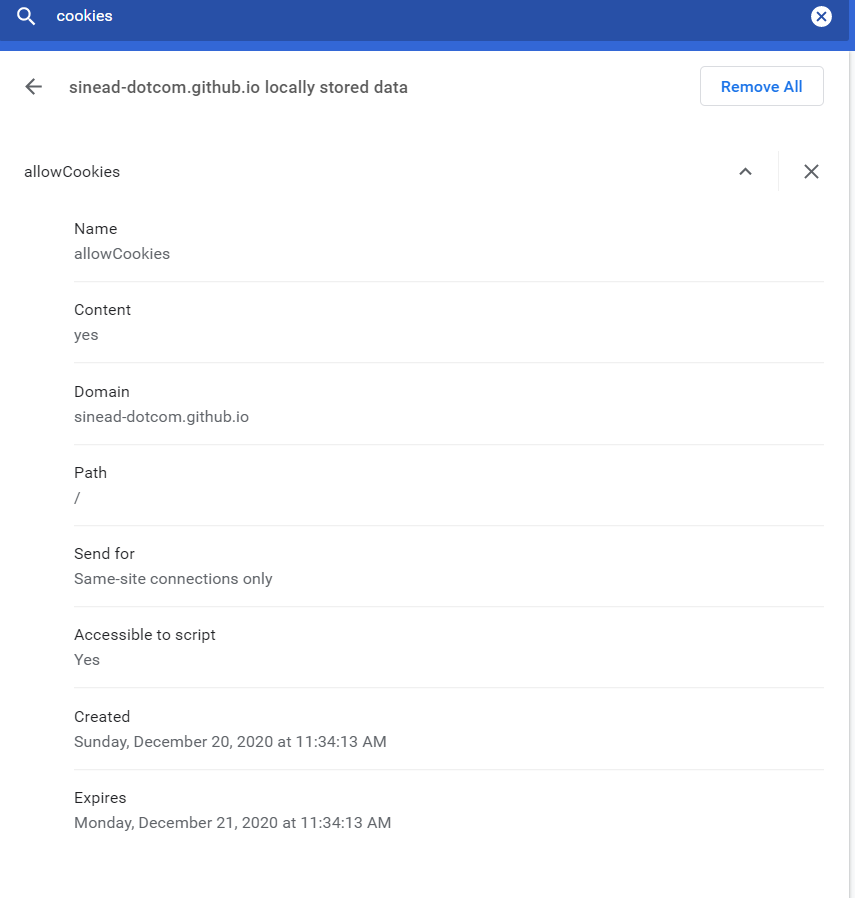 cookies
sinead-dotcom.github.io locally stored data
Remove All
allowCookies
Name
allowCookies
Content
yes
Domain
sinead-dotcom.github.io
Path
/
Send for
Same-site connections only
Accessible to script
Yes
Created
Sunday, December 20, 2020 at 11:34:13 AM
Expires
Monday, December 21, 2020 at 11:34:13 AM